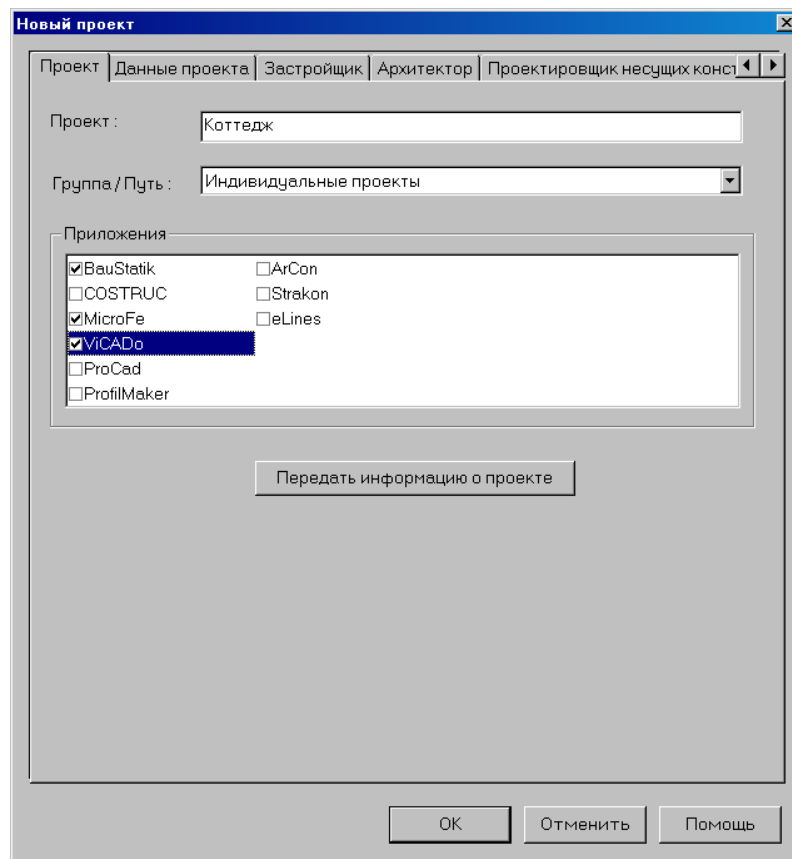 Новый проект
Проект Данные проекта Застройщик Архитектор Проектировщик несущих конст
Проект : Коттедж
Группа / Путь : Индивидуальные проекты
Приложения
BauStatik ArCon
COSTRUC Strakon
MicroFe eLines
ViCADo
ProCad
ProfilMaker
Передать информацию о проекте
OK Отменить Помощь